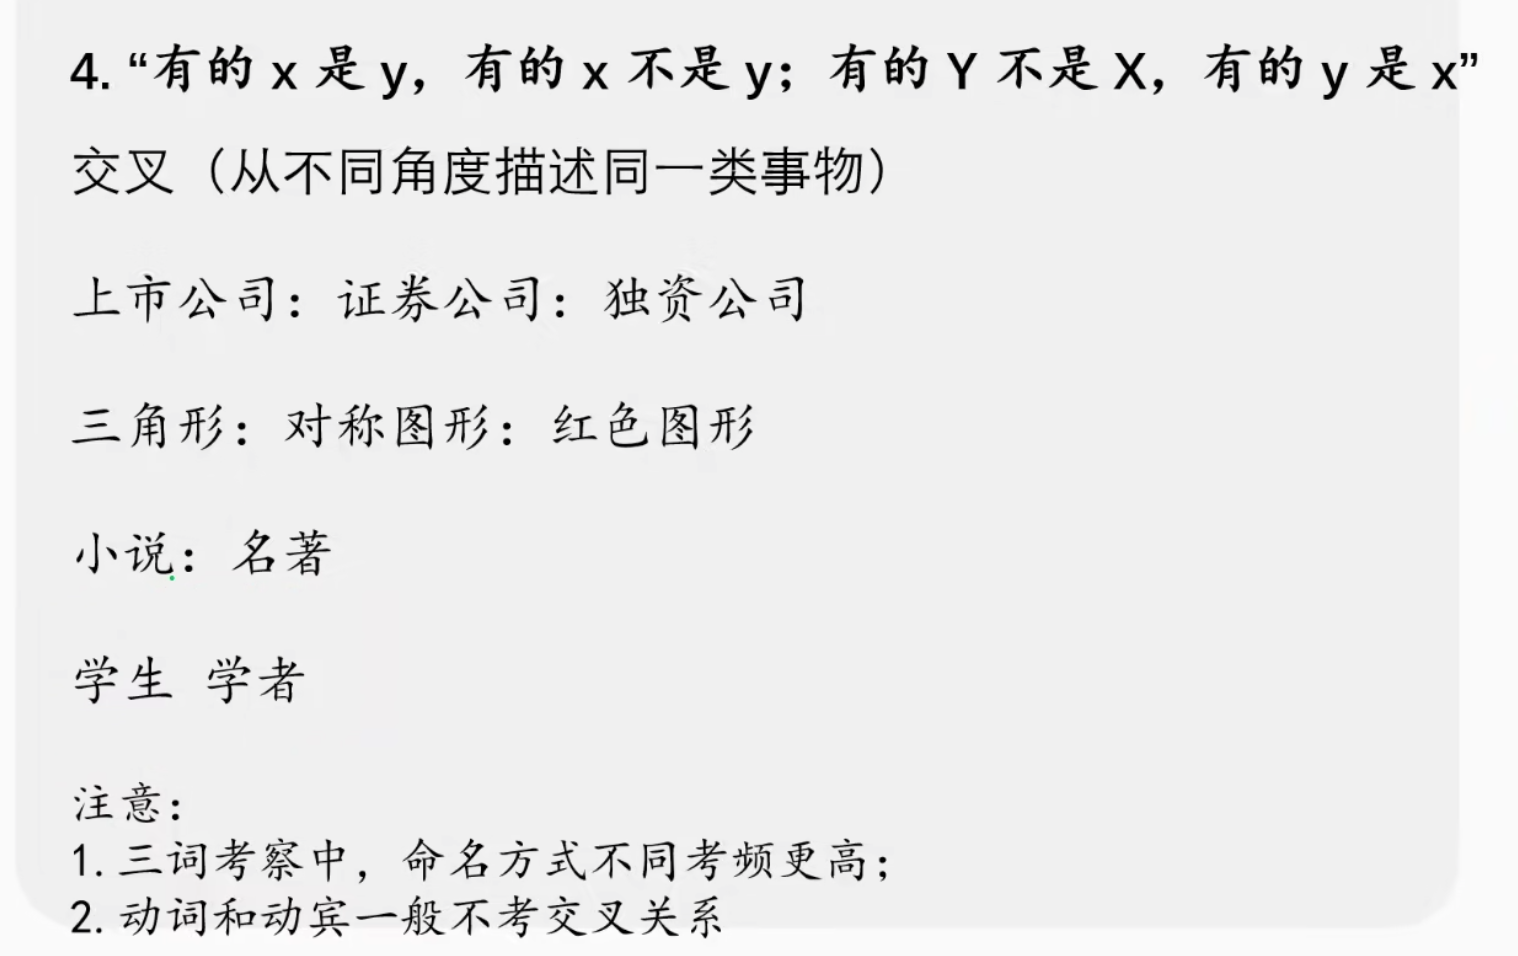 4. “有的 x 是 y，有的 x 不是 y；有的 Y 不是 X，有的 y 是 x”
交叉（从不同角度描述同一类事物）
上市公司：证券公司：独资公司
三角形：对称图形：红色图形
小说：名著
学生 学者
注意：
1. 三词考察中，命名方式不同考频更高；
2. 动词和动宾一般不考交叉关系